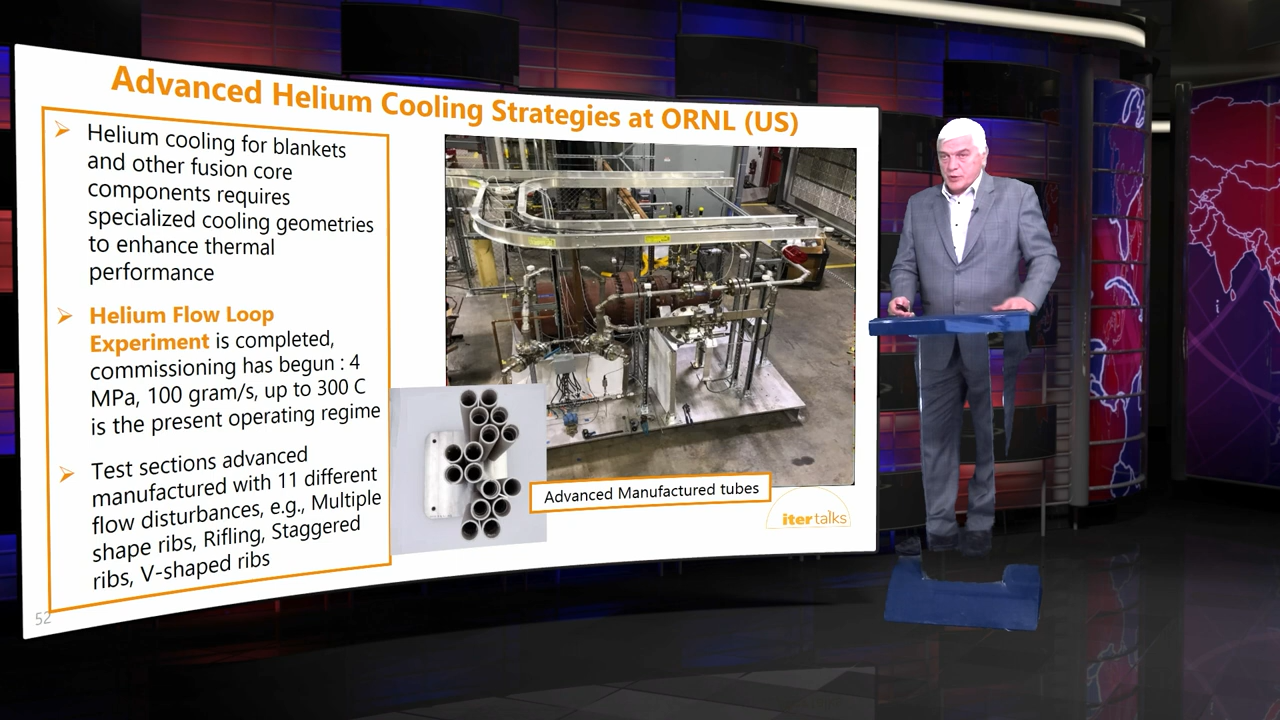 Advanced Helium Cooling Strategies at ORNL (US)
➢ Helium cooling for blankets
and other fusion core
components requires
specialized cooling geometries
to enhance thermal
performance
➢ Helium Flow Loop
Experiment is completed,
commissioning has begun : 4
MPa, 100 gram/s, up to 300 C
is the present operating regime
➢ Test sections advanced
manufactured with 11 different
flow disturbances, e.g., Multiple
shape ribs, Rifling, Staggered
ribs, V-shaped ribs
Advanced Manufactured tubes
iter talks
52